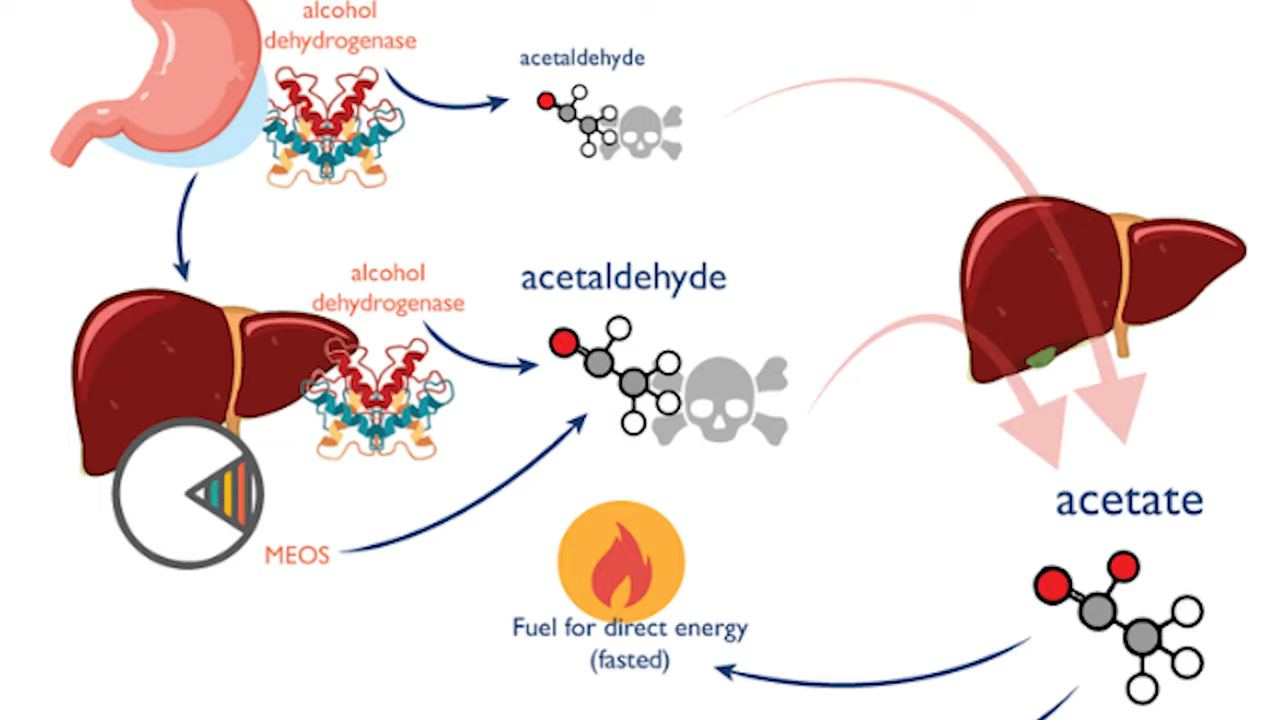 alcohol
dehydrogenase
acetaldehyde
alcohol
dehydrogenase
acetaldehyde
MEOS
acetate
Fuel for direct energy
(fasted)